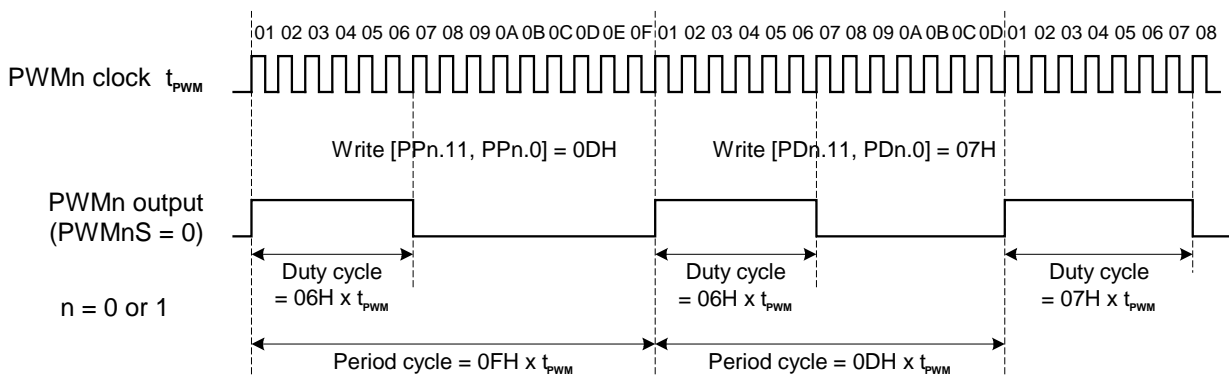 01 02 03 04 05 06 07 08 09 0A 0B 0C 0D 0E 0F 01 02 03 04 05 06 07 08 09 0A 0B 0C 0D 01 02 03 04 05 06 07 08
PWMn clock tPWM
Write [PPn.11, PPn.0] = 0DH
Write [PDn.11, PDn.0] = 07H
PWMn output
(PWMnS = 0)
Duty cycle
= 06H x tPWM
Duty cycle
= 06H x tPWM
Duty cycle
= 07H x tPWM
n = 0 or 1
Period cycle = 0FH x tPWM
Period cycle = 0DH x tPWM